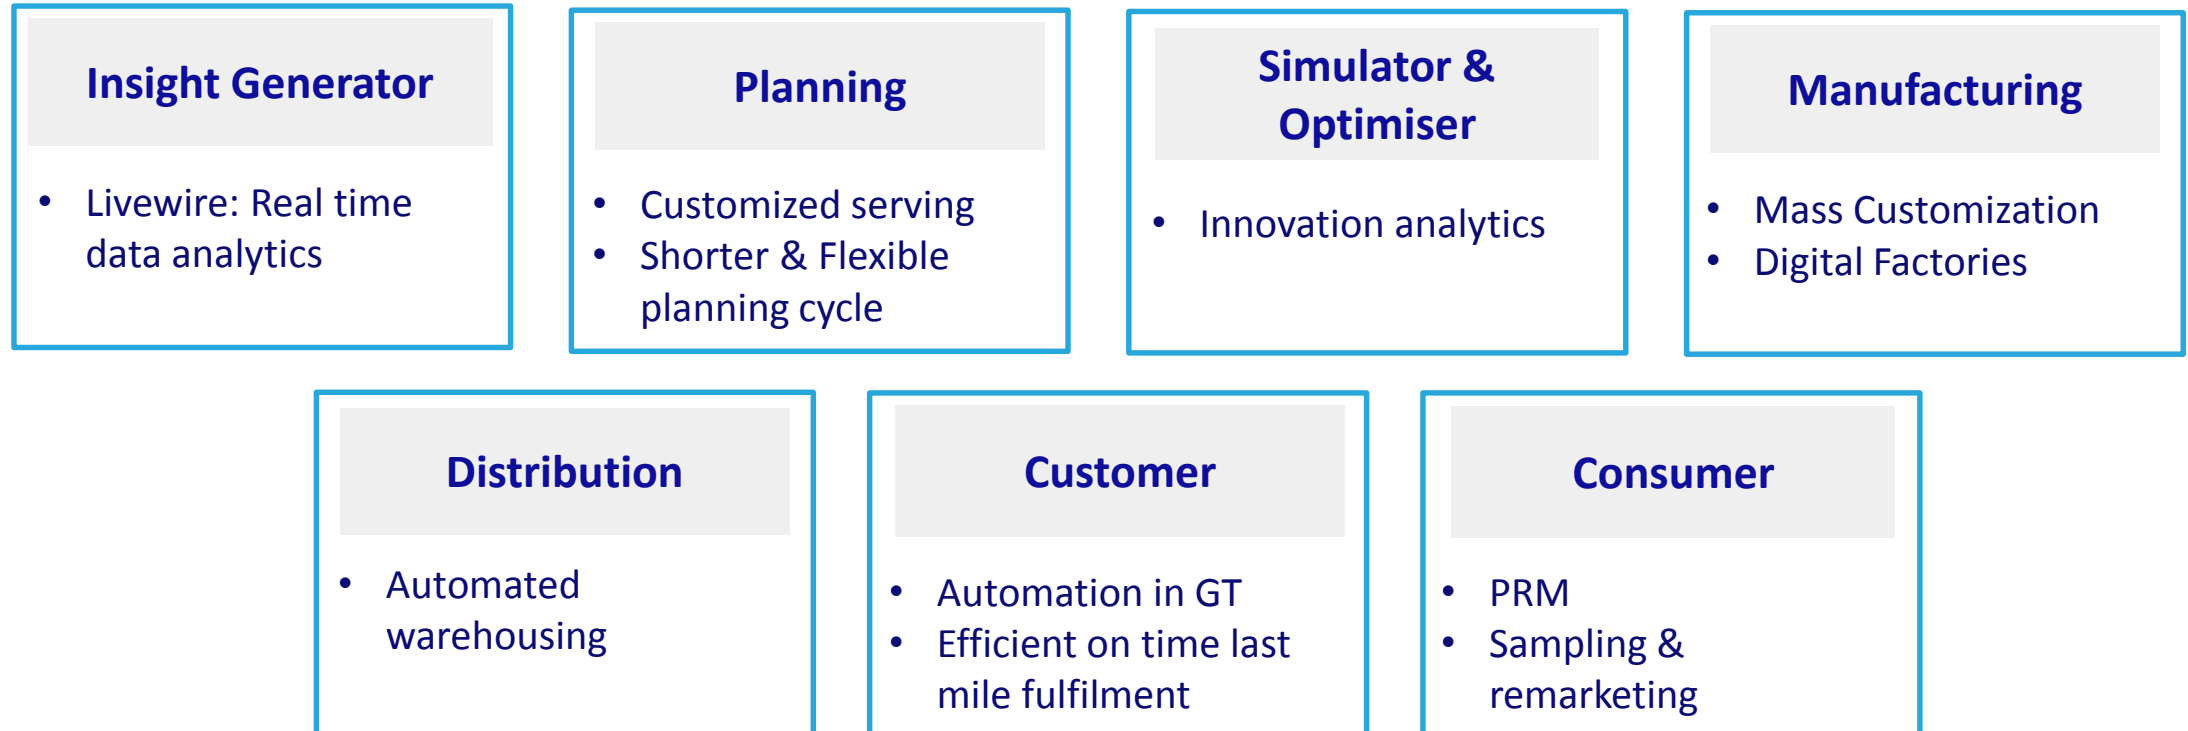 Insight Generator
• Livewire: Real time
data analytics
Planning
• Customized serving
• Shorter & Flexible
planning cycle
Simulator &
Optimiser
• Innovation analytics
Manufacturing
• Mass Customization
• Digital Factories
Distribution
• Automated
warehousing
Customer
• Automation in GT
• Efficient on time last
mile fulfilment
Consumer
• PRM
• Sampling &
remarketing